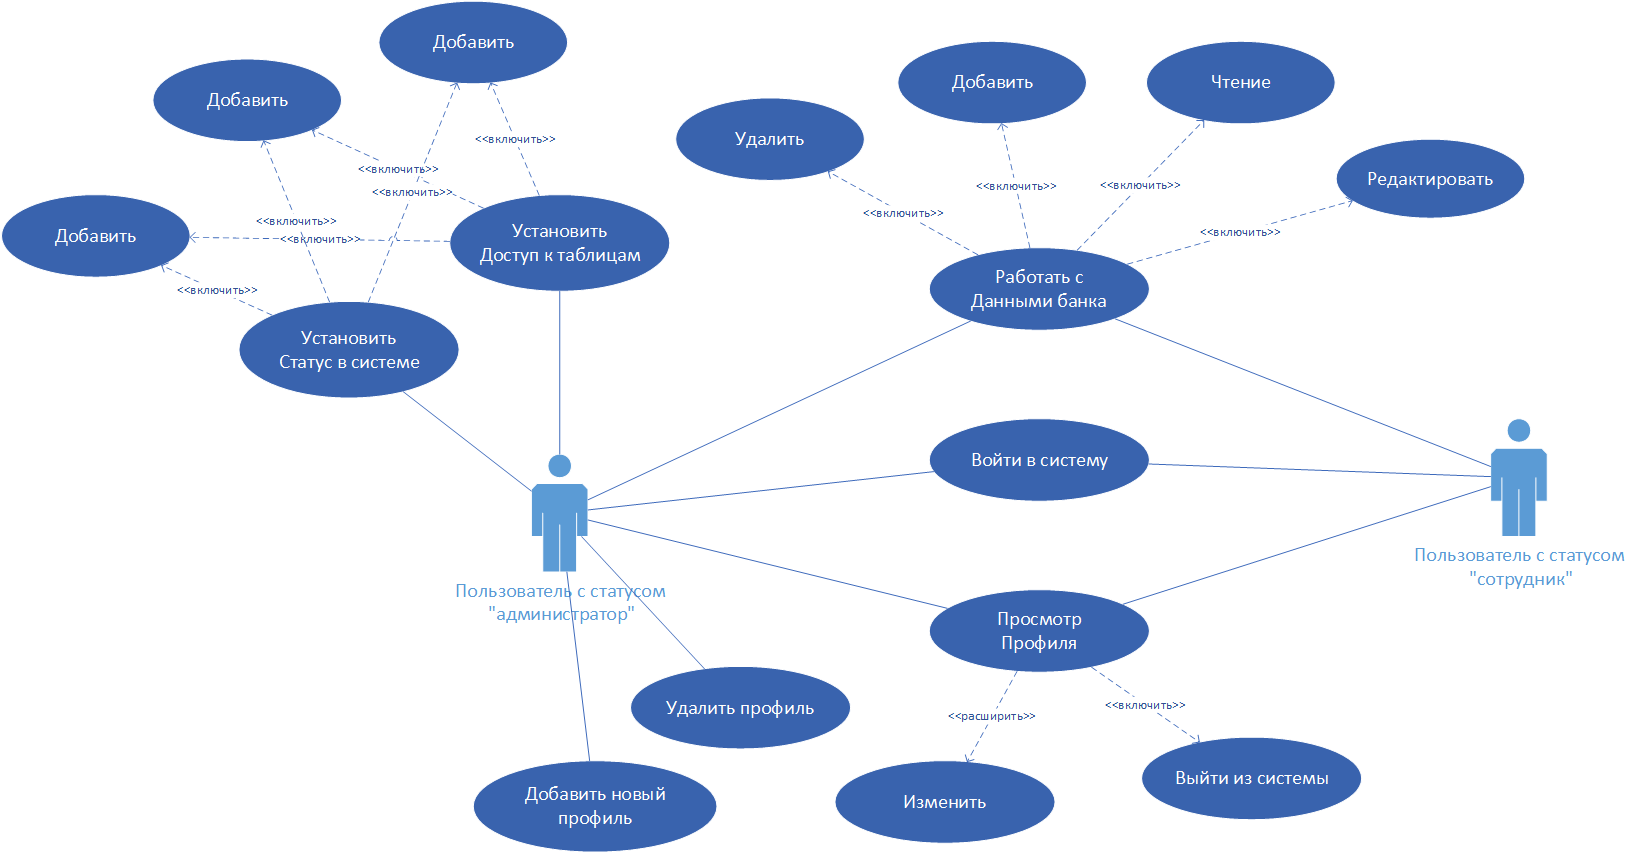 Добавить
Добавить
Добавить
Чтение
Добавить
Удалить
Редактировать
<<включить>>
<<включить>>
<<включить>>
<<включить>>
<<включить>>
<<включить>>
<<включить>>
<<включить>>
<<включить>>
<<включить>>
Добавить
Установить
Доступ к таблицам
Работать с
Данными банка
Установить
Статус в системе
Войти в систему
Пользователь с статусом
"администратор"
Пользователь с статусом
"сотрудник"
Просмотр
Профиля
Удалить профиль
<<расширить>>
<<включить>>
Добавить новый
профиль
Изменить
Выйти из системы